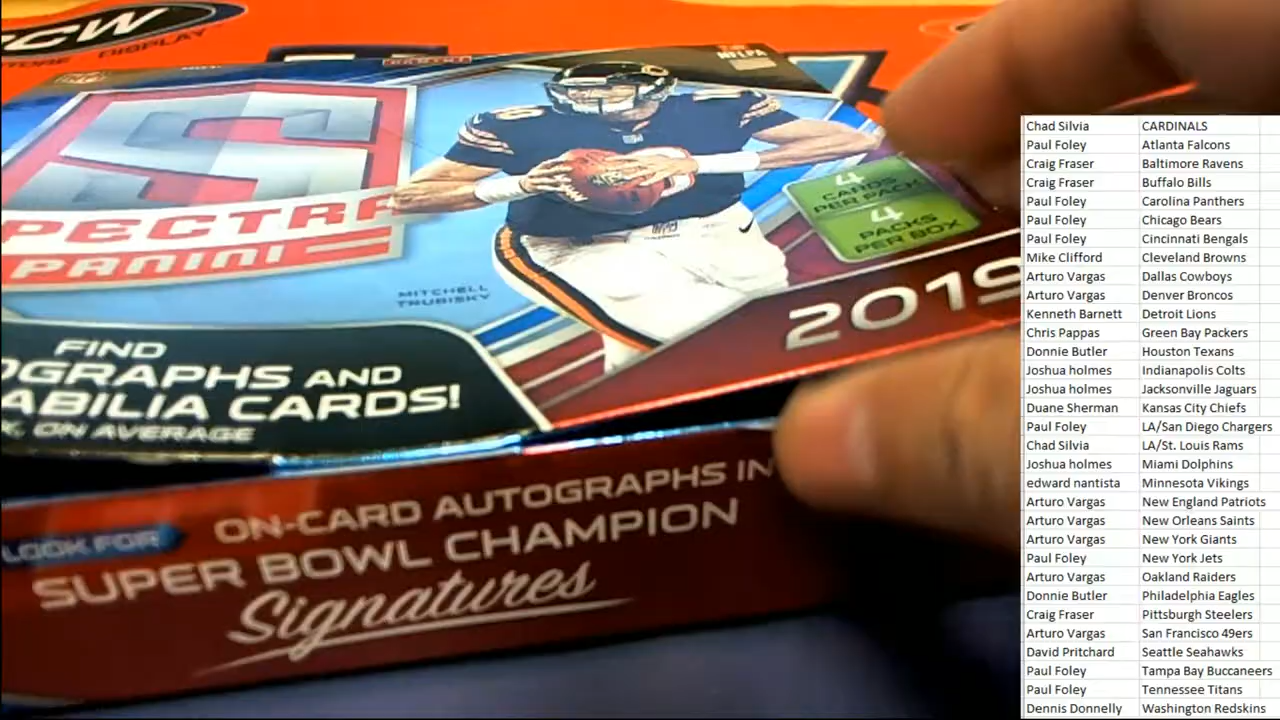 CW
STORE DISPLAY
PANINI
NFLPA
S
PECTRA
PANINI
4
CARDS
PER PACK
4
PACKS
PER BOX
MITCHELL
TRUBISKY
2019
FIND
OGRAPHS AND
ABILIA CARDS!
X, ON AVERAGE
LOOK FOR ON-CARD AUTOGRAPHS IN
SUPER BOWL CHAMPION
Signatures
Chad Silvia CARDINALS
Paul Foley Atlanta Falcons
Craig Fraser Baltimore Ravens
Craig Fraser Buffalo Bills
Paul Foley Carolina Panthers
Paul Foley Chicago Bears
Paul Foley Cincinnati Bengals
Mike Clifford Cleveland Browns
Arturo Vargas Dallas Cowboys
Arturo Vargas Denver Broncos
Kenneth Barnett Detroit Lions
Chris Pappas Green Bay Packers
Donnie Butler Houston Texans
Joshua holmes Indianapolis Colts
Joshua holmes Jacksonville Jaguars
Duane Sherman Kansas City Chiefs
Paul Foley LA/San Diego Chargers
Chad Silvia LA/St. Louis Rams
Joshua holmes Miami Dolphins
edward nantista Minnesota Vikings
Arturo Vargas New England Patriots
Arturo Vargas New Orleans Saints
Arturo Vargas New York Giants
Paul Foley New York Jets
Arturo Vargas Oakland Raiders
Donnie Butler Philadelphia Eagles
Craig Fraser Pittsburgh Steelers
Arturo Vargas San Francisco 49ers
David Pritchard Seattle Seahawks
Paul Foley Tampa Bay Buccaneers
Paul Foley Tennessee Titans
Dennis Donnelly Washington Redskins